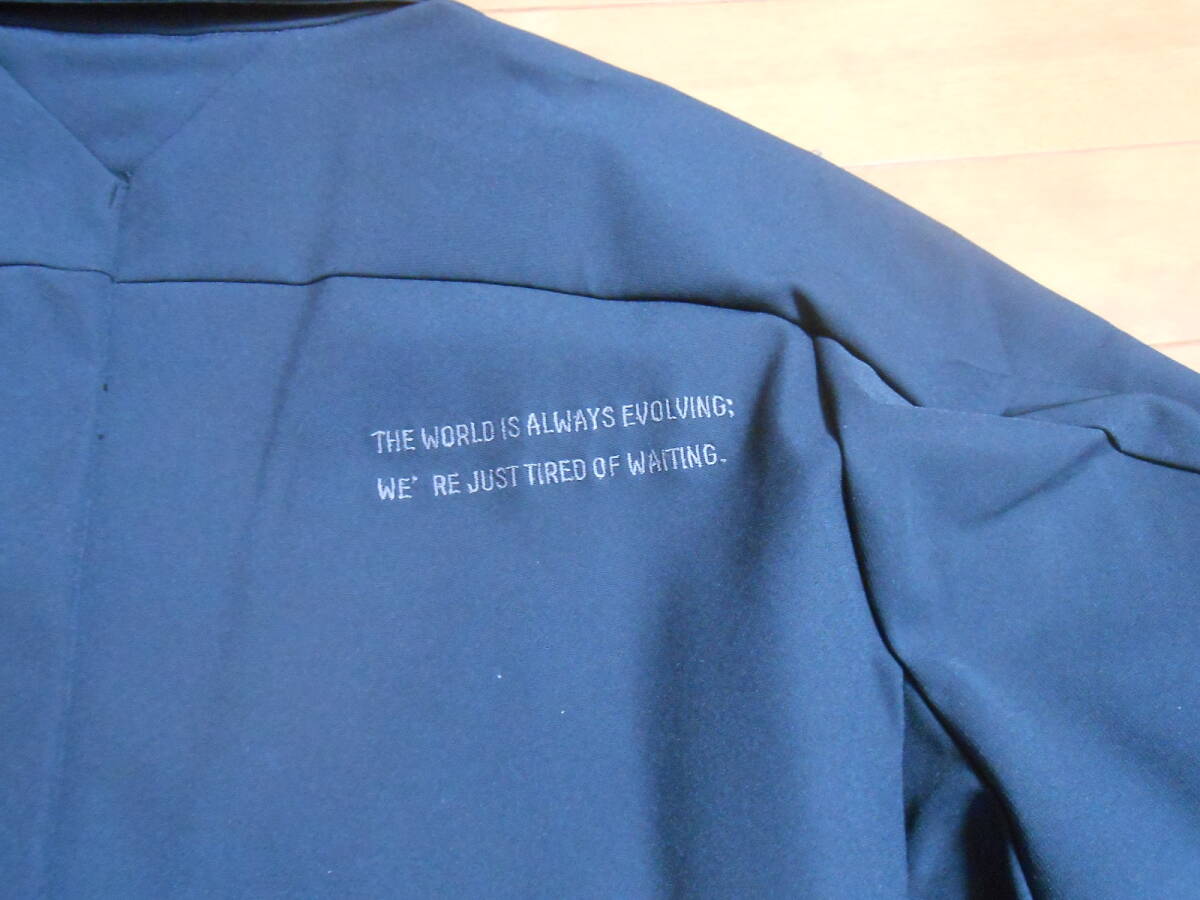 THE WORLD IS ALWAYS EVOLVING;
WE' RE JUST TIRED OF WAITING.